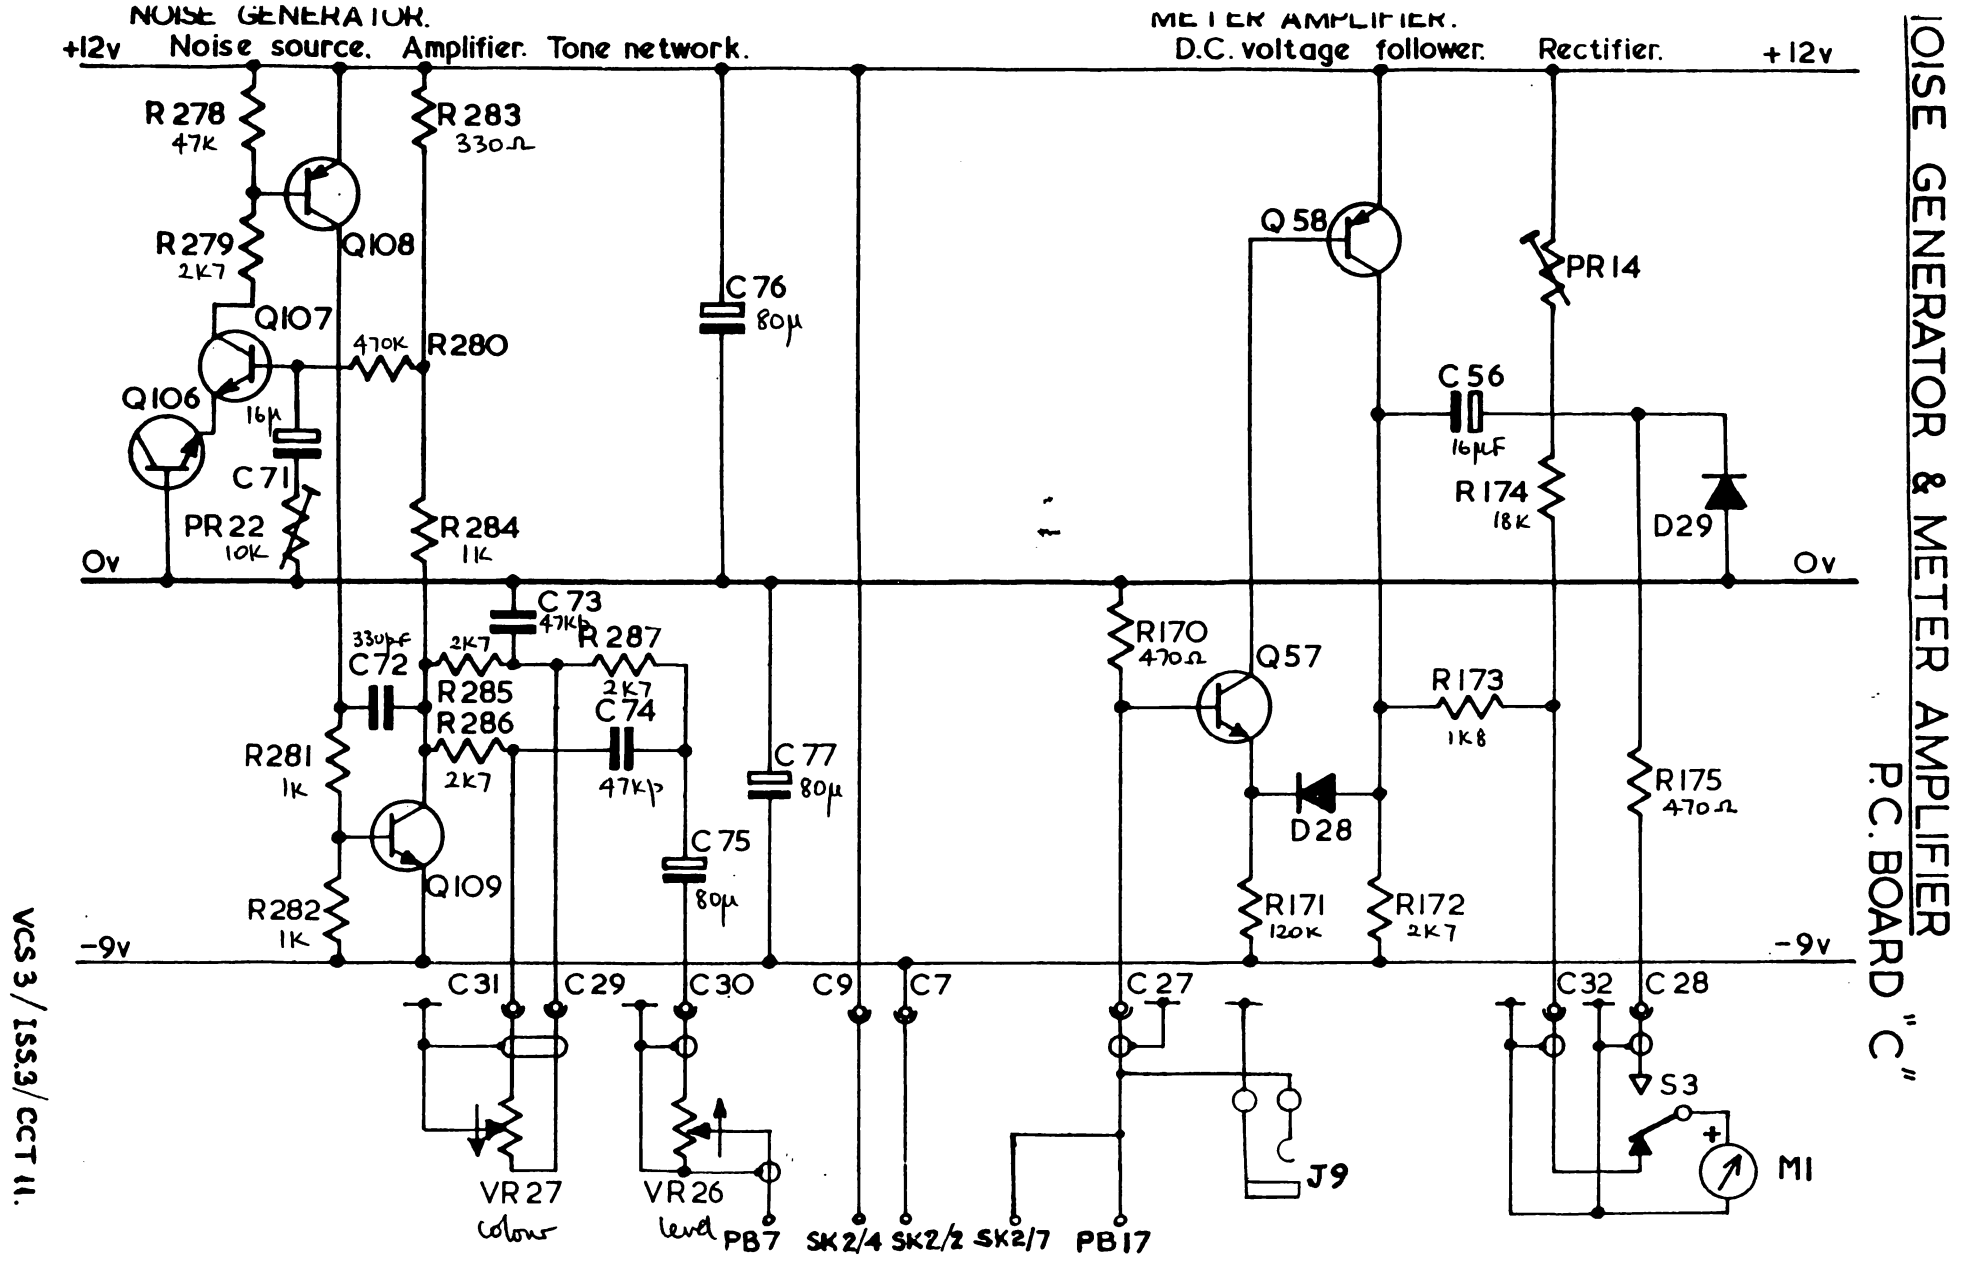 NOISE GENERATOR.
METER AMPLIFIER.
+12v Noise source. Amplifier. Tone network.
D.C. voltage follower. Rectifier. +12v
R278
47K
R283
330Ω
Q108
R279
2K7
Q107
470K
R280
Q106
16µ
C71
PR22
10K
R284
1K
C76
80µ
Q58
PR14
C56
16µF
R174
18K
D29
0v
0v
C73
47Kp
330pF
C72
2K7
R285
R287
2K7
R286
2K7
C74
47Kp
R281
1K
C77
80µ
C75
80µ
Q109
R282
1K
R170
470Ω
Q57
R173
1K8
D28
R175
470Ω
R171
120K
R172
2K7
-9v
-9v
C31
C29
C30
C9
C7
C27
C32
C28
S3
+
M1
J9
VR27
colour
VR26
level
PB7
SK2/4
SK2/2
SK2/7
PB17
VCS3/ISS.3/CCT 11.
NOISE GENERATOR & METER AMPLIFIER
P.C. BOARD "C"